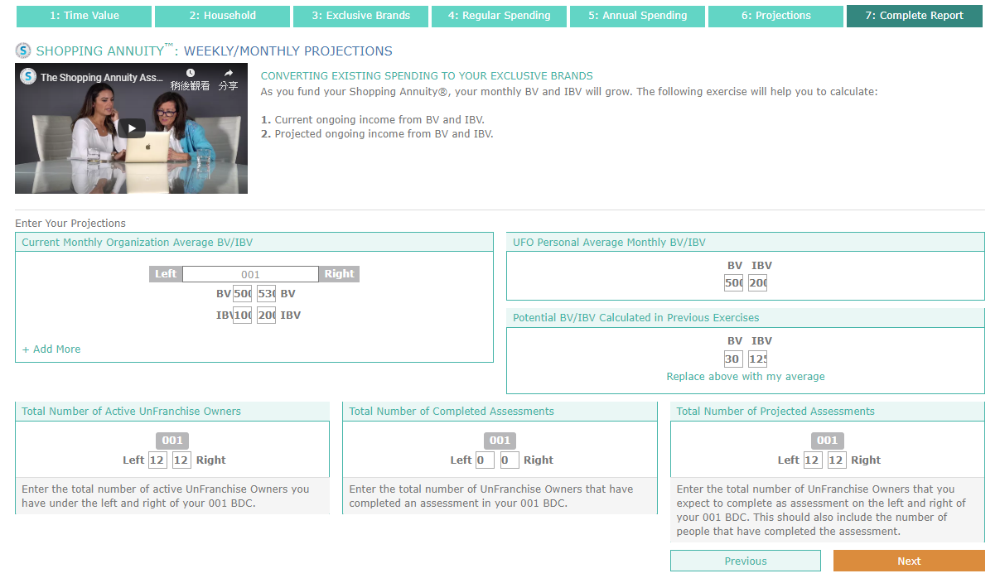 1: Time Value
2: Household
3: Exclusive Brands
4: Regular Spending
5: Annual Spending
6: Projections
7: Complete Report
S SHOPPING ANNUITY™: WEEKLY/MONTHLY PROJECTIONS
S The Shopping Annuity Ass...
稍後觀看 分享
CONVERTING EXISTING SPENDING TO YOUR EXCLUSIVE BRANDS
As you fund your Shopping Annuity®, your monthly BV and IBV will grow. The following exercise will help you to calculate:
1. Current ongoing income from BV and IBV.
2. Projected ongoing income from BV and IBV.
Enter Your Projections
Current Monthly Organization Average BV/IBV
Left 001 Right
BV 500 530 BV
IBV 100 200 IBV
+ Add More
UFO Personal Average Monthly BV/IBV
BV IBV
500 200
Potential BV/IBV Calculated in Previous Exercises
BV IBV
30 125
Replace above with my average
Total Number of Active UnFranchise Owners
001
Left 12 12 Right
Enter the total number of active UnFranchise Owners you
have under the left and right of your 001 BDC.
Total Number of Completed Assessments
001
Left 0 0 Right
Enter the total number of UnFranchise Owners that have
completed an assessment in your 001 BDC.
Total Number of Projected Assessments
001
Left 12 12 Right
Enter the total number of UnFranchise Owners that you
expect to complete as assessment on the left and right of
your 001 BDC. This should also include the number of
people that have completed the assessment.
Previous
Next